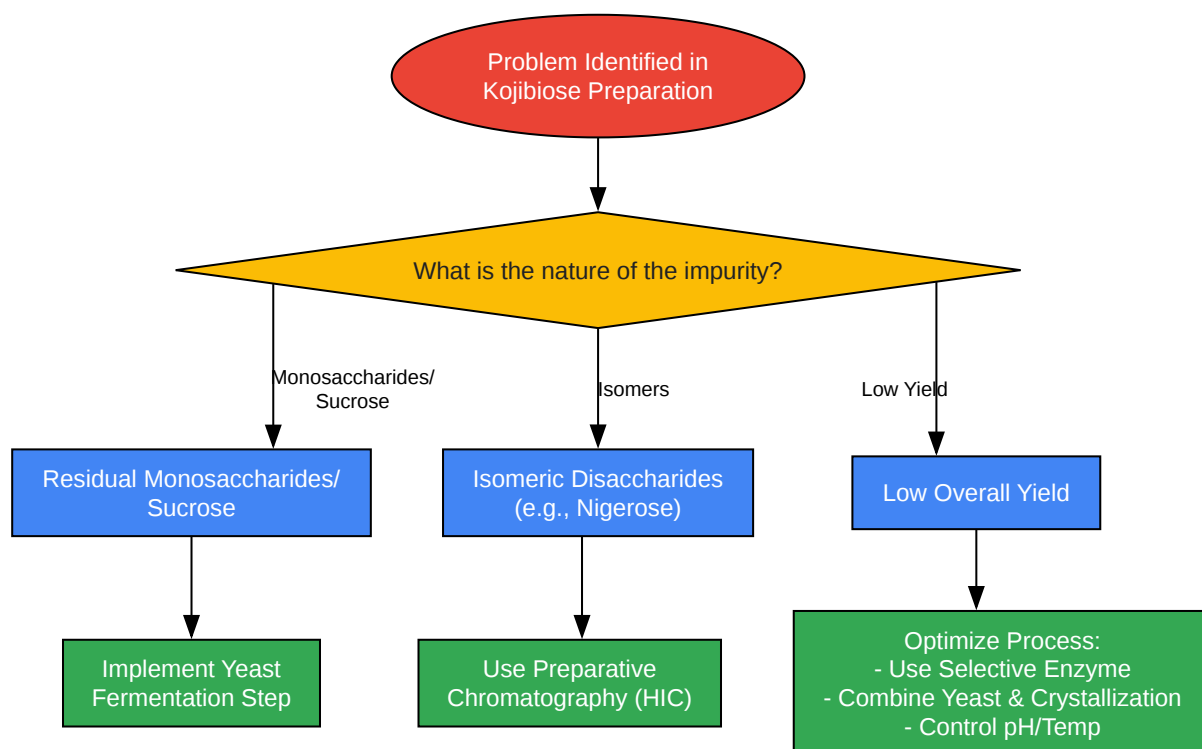 Problem Identified in
Kojibiose Preparation
What is the nature of the impurity?
Monosaccharides/
Sucrose
Isomers
Low Yield
Residual Monosaccharides/
Sucrose
Isomeric Disaccharides
(e.g., Nigerose)
Low Overall Yield
Implement Yeast
Fermentation Step
Use Preparative
Chromatography (HIC)
Optimize Process:
- Use Selective Enzyme
- Combine Yeast & Crystallization
- Control pH/Temp